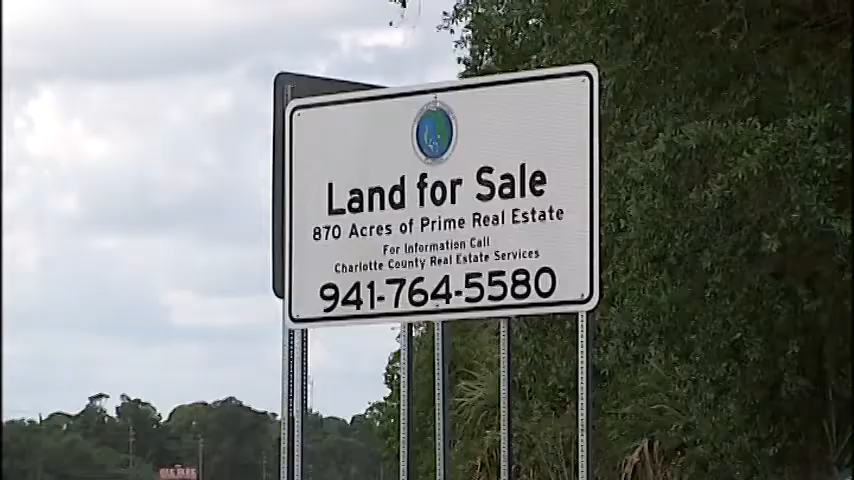 Land for Sale
870 Acres of Prime Real Estate
For Information Call
Charlotte County Real Estate Services
941-764-5580